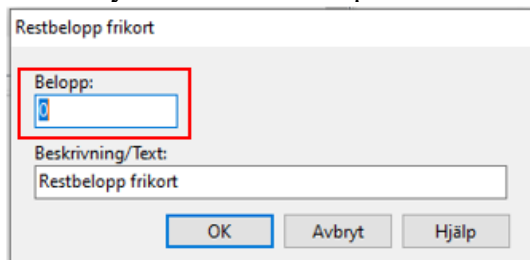 Restbelopp frikort
Belopp:
0
Beskrivning/Text:
Restbelopp frikort
OK Avbryt Hjälp